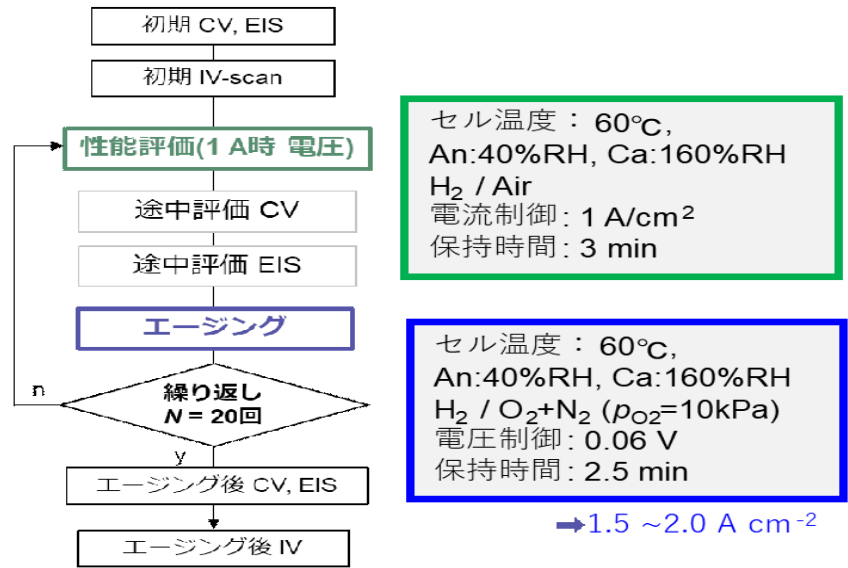 初期 CV, EIS
初期 IV-scan
性能評価(1 A時 電圧)
途中評価 CV
途中評価 EIS
エージング
繰り返し
N = 20回
n
y
エージング後 CV, EIS
エージング後 IV
セル温度： 60℃,
An:40%RH, Ca:160%RH
H₂ / Air
電流制御: 1 A/cm²
保持時間: 3 min
セル温度： 60℃,
An:40%RH, Ca:160%RH
H₂ / O₂+N₂ (pO₂=10kPa)
電圧制御: 0.06 V
保持時間: 2.5 min
➡1.5 ~2.0 A cm⁻²